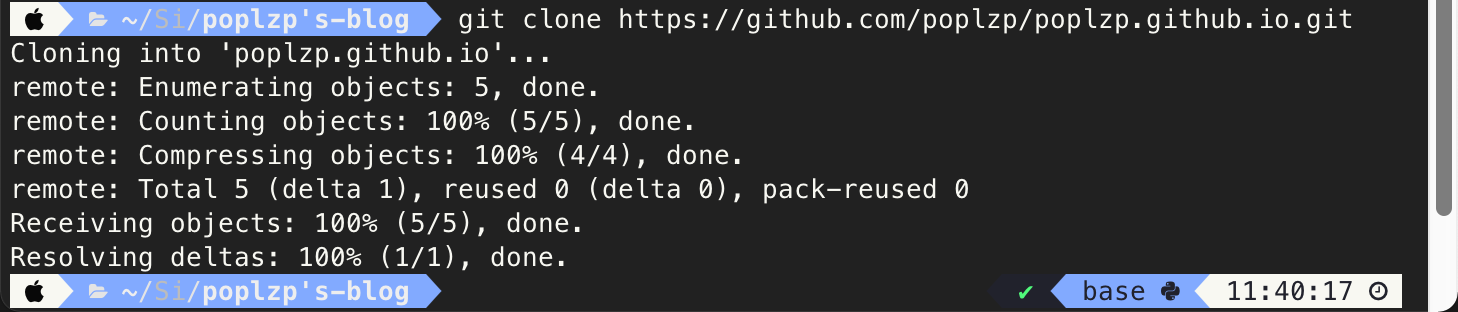 ~/Si/poplzp's-blog git clone https://github.com/poplzp/poplzp.github.io.git
Cloning into 'poplzp.github.io'...
remote: Enumerating objects: 5, done.
remote: Counting objects: 100% (5/5), done.
remote: Compressing objects: 100% (4/4), done.
remote: Total 5 (delta 1), reused 0 (delta 0), pack-reused 0
Receiving objects: 100% (5/5), done.
Resolving deltas: 100% (1/1), done.
~/Si/poplzp's-blog ✔ base 11:40:17